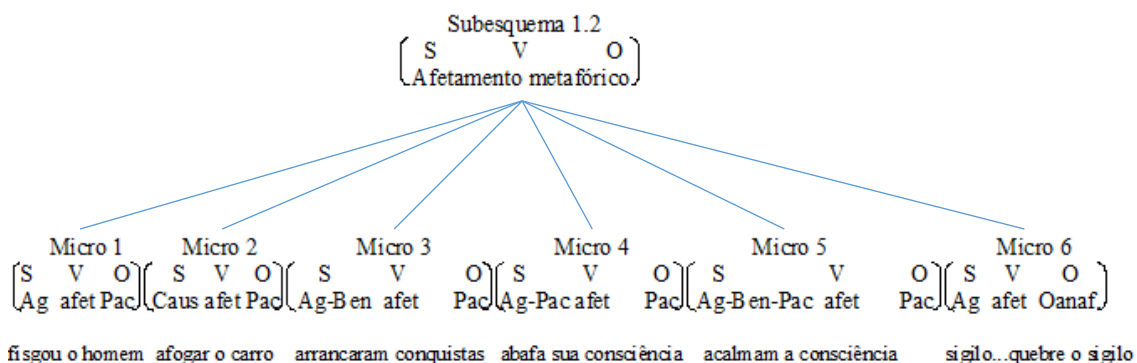 Subesquema 1.2
S V O
Afetamento metafórico
Micro 1 Micro 2 Micro 3 Micro 4 Micro 5 Micro 6
S V O S V O S V O S V O S V O S V O
Ag afet Pac Caus afet Pac Ag-Ben afet Pac Ag-Pac afet Pac Ag-Ben-Pac afet Pac Ag afet Oanaf
fisgou o homem afogar o carro arrancaram conquistas abafa sua consciência acalmam a consciência sigilo...quebre o sigilo